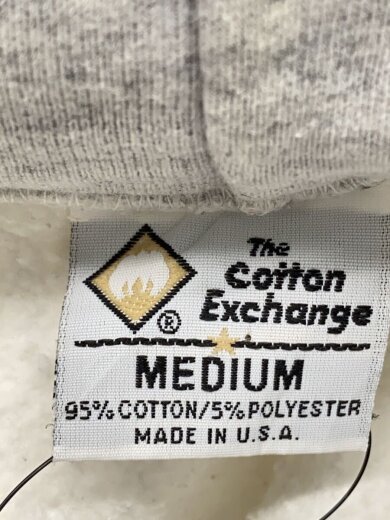 The
Cotton
Exchange
®
MEDIUM
95% COTTON/5% POLYESTER
MADE IN U.S.A.